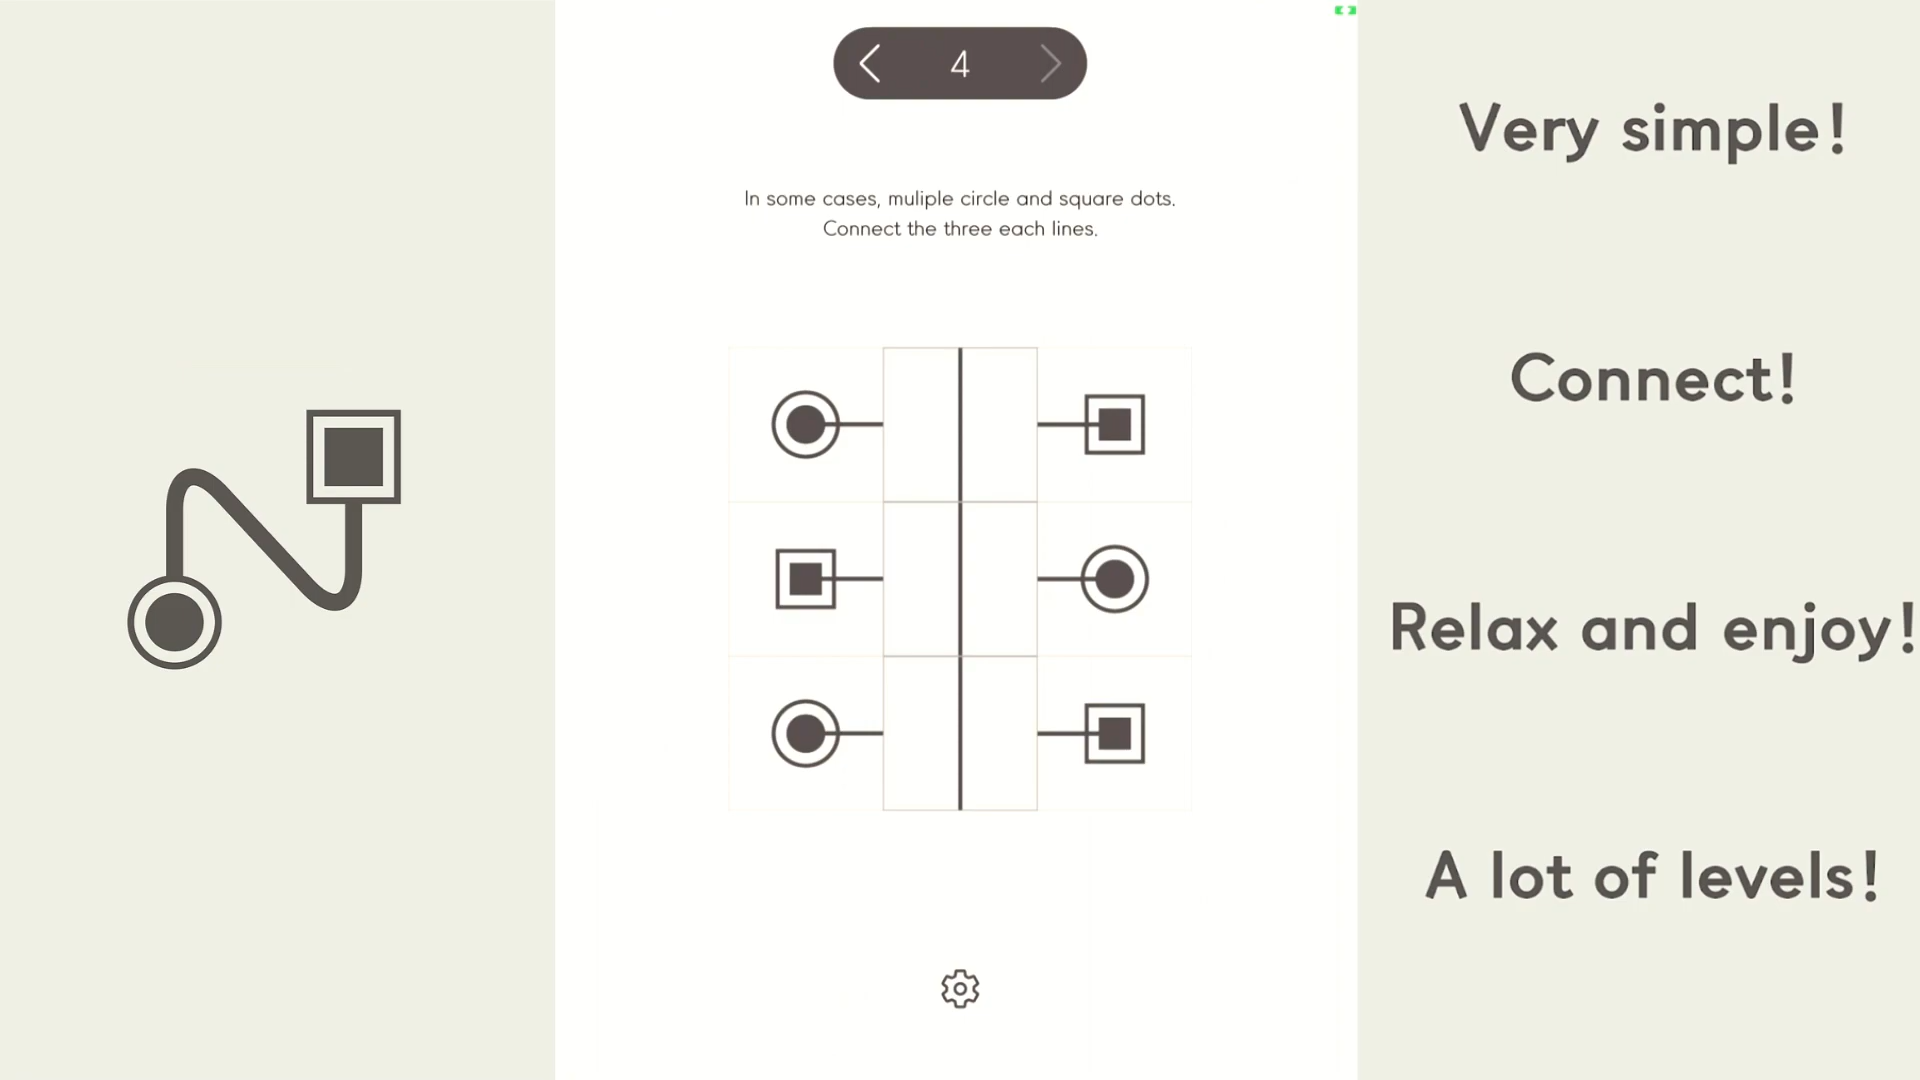 4
In some cases, muliple circle and square dots.
Connect the three each lines.
Very simple!
Connect!
Relax and enjoy!
A lot of levels!